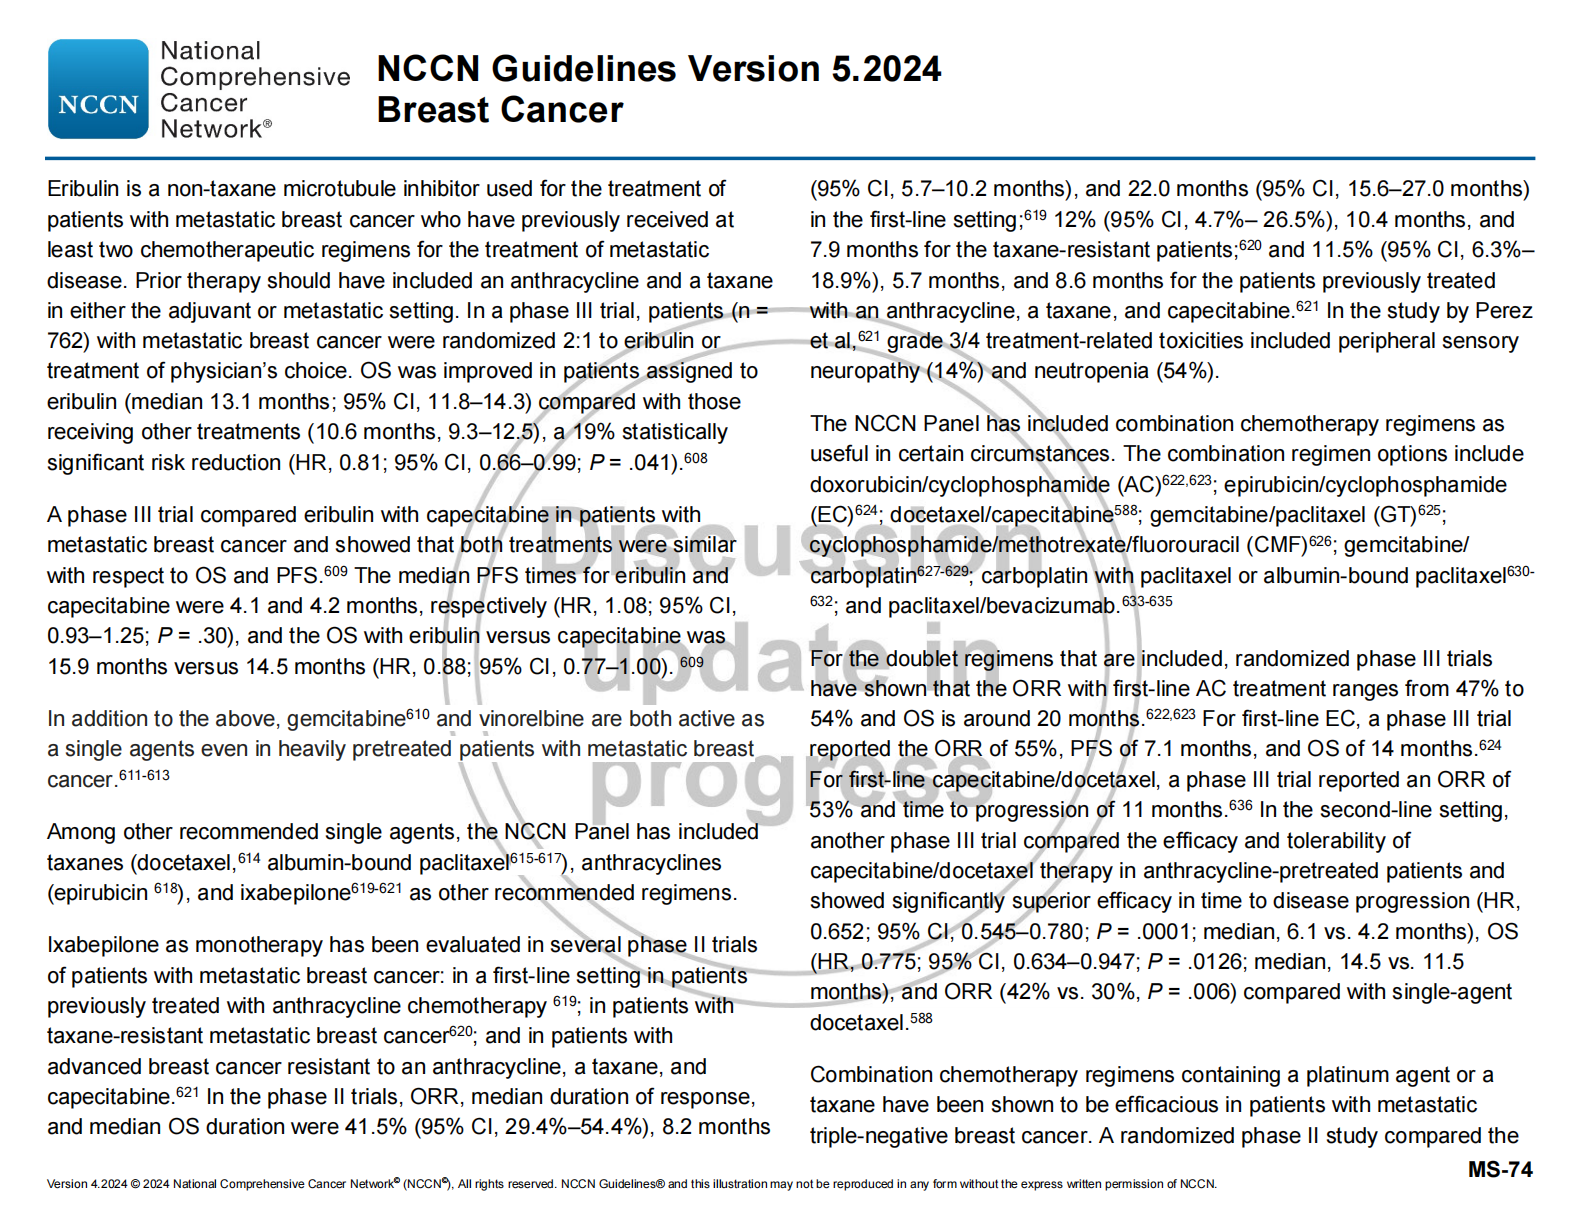 National
Comprehensive
Cancer
Network®
NCCN
NCCN Guidelines Version 5.2024
Breast Cancer
Eribulin is a non-taxane microtubule inhibitor used for the treatment of
patients with metastatic breast cancer who have previously received at
least two chemotherapeutic regimens for the treatment of metastatic
disease. Prior therapy should have included an anthracycline and a taxane
in either the adjuvant or metastatic setting. In a phase III trial, patients (n =
762) with metastatic breast cancer were randomized 2:1 to eribulin or
treatment of physician’s choice. OS was improved in patients assigned to
eribulin (median 13.1 months; 95% CI, 11.8–14.3) compared with those
receiving other treatments (10.6 months, 9.3–12.5), a 19% statistically
significant risk reduction (HR, 0.81; 95% CI, 0.66–0.99; P = .041).608
A phase III trial compared eribulin with capecitabine in patients with
metastatic breast cancer and showed that both treatments were similar
with respect to OS and PFS.609 The median PFS times for eribulin and
capecitabine were 4.1 and 4.2 months, respectively (HR, 1.08; 95% CI,
0.93–1.25; P = .30), and the OS with eribulin versus capecitabine was
15.9 months versus 14.5 months (HR, 0.88; 95% CI, 0.77–1.00). 609
In addition to the above, gemcitabine610 and vinorelbine are both active as
a single agents even in heavily pretreated patients with metastatic breast
cancer.611-613
Among other recommended single agents, the NCCN Panel has included
taxanes (docetaxel,614 albumin-bound paclitaxel615-617), anthracyclines
(epirubicin 618), and ixabepilone619-621 as other recommended regimens.
Ixabepilone as monotherapy has been evaluated in several phase II trials
of patients with metastatic breast cancer: in a first-line setting in patients
previously treated with anthracycline chemotherapy 619; in patients with
taxane-resistant metastatic breast cancer620; and in patients with
advanced breast cancer resistant to an anthracycline, a taxane, and
capecitabine.621 In the phase II trials, ORR, median duration of response,
and median OS duration were 41.5% (95% CI, 29.4%–54.4%), 8.2 months
(95% CI, 5.7–10.2 months), and 22.0 months (95% CI, 15.6–27.0 months)
in the first-line setting;619 12% (95% CI, 4.7%– 26.5%), 10.4 months, and
7.9 months for the taxane-resistant patients;620 and 11.5% (95% CI, 6.3%–
18.9%), 5.7 months, and 8.6 months for the patients previously treated
with an anthracycline, a taxane, and capecitabine.621 In the study by Perez
et al,621 grade 3/4 treatment-related toxicities included peripheral sensory
neuropathy (14%) and neutropenia (54%).
The NCCN Panel has included combination chemotherapy regimens as
useful in certain circumstances. The combination regimen options include
doxorubicin/cyclophosphamide (AC)622,623; epirubicin/cyclophosphamide
(EC)624; docetaxel/capecitabine588; gemcitabine/paclitaxel (GT)625;
cyclophosphamide/methotrexate/fluorouracil (CMF)626; gemcitabine/
carboplatin627-629; carboplatin with paclitaxel or albumin-bound paclitaxel630-
632; and paclitaxel/bevacizumab.633-635
For the doublet regimens that are included, randomized phase III trials
have shown that the ORR with first-line AC treatment ranges from 47% to
54% and OS is around 20 months.622,623 For first-line EC, a phase III trial
reported the ORR of 55%, PFS of 7.1 months, and OS of 14 months.624
For first-line capecitabine/docetaxel, a phase III trial reported an ORR of
53% and time to progression of 11 months.636 In the second-line setting,
another phase III trial compared the efficacy and tolerability of
capecitabine/docetaxel therapy in anthracycline-pretreated patients and
showed significantly superior efficacy in time to disease progression (HR,
0.652; 95% CI, 0.545–0.780; P = .0001; median, 6.1 vs. 4.2 months), OS
(HR, 0.775; 95% CI, 0.634–0.947; P = .0126; median, 14.5 vs. 11.5
months), and ORR (42% vs. 30%, P = .006) compared with single-agent
docetaxel.588
Combination chemotherapy regimens containing a platinum agent or a
taxane have been shown to be efficacious in patients with metastatic
triple-negative breast cancer. A randomized phase II study compared the
Discussion
update in
progress
MS-74
Version 4.2024 © 2024 National Comprehensive Cancer Network© (NCCN©), All rights reserved. NCCN Guidelines® and this illustration may not be reproduced in any form without the express written permission of NCCN.